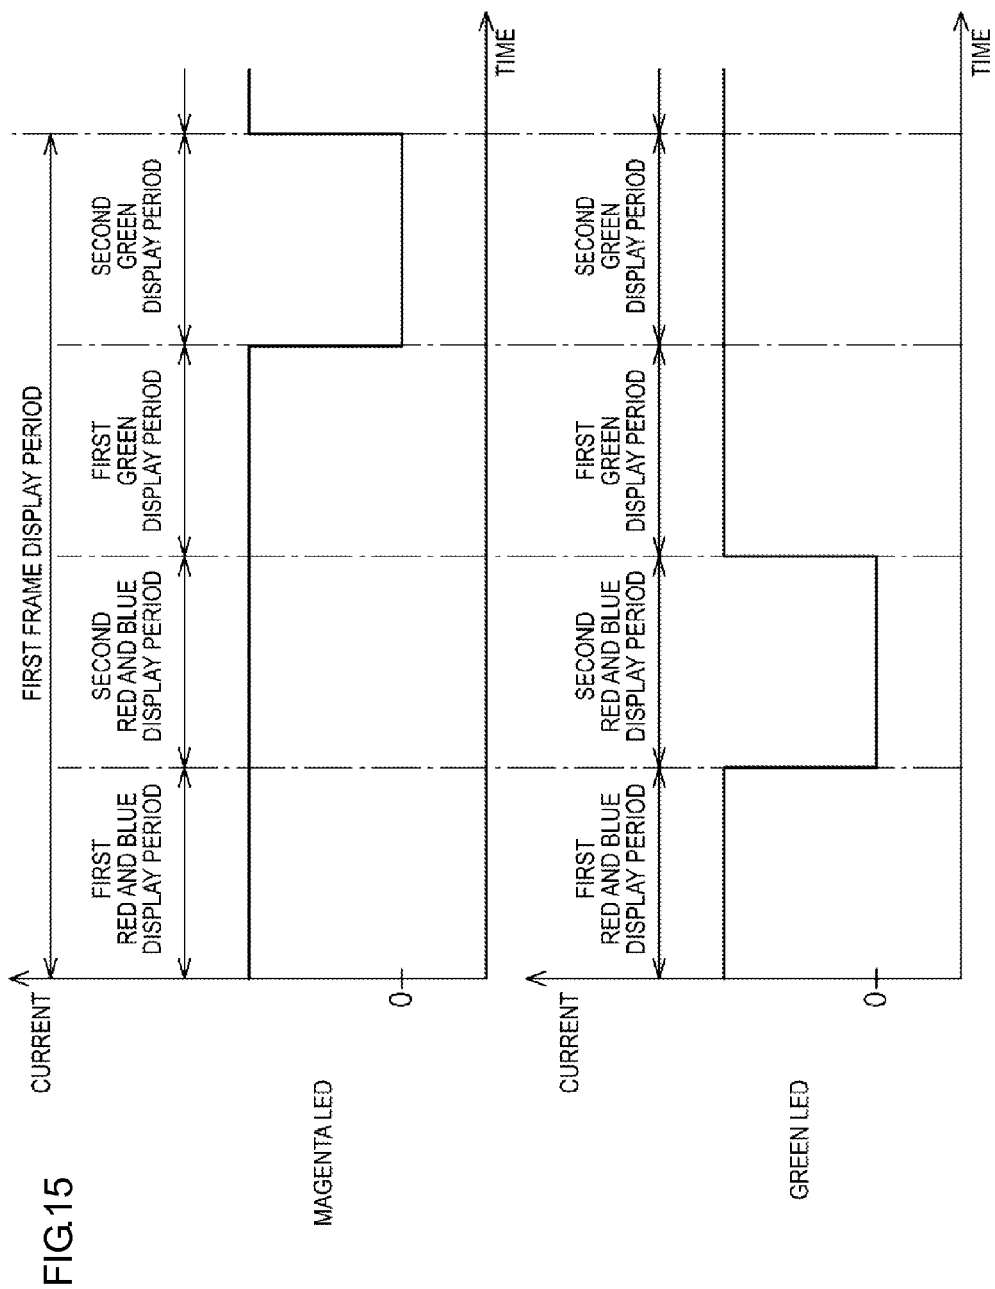 FIG.15
FIRST FRAME DISPLAY PERIOD
CURRENT
FIRST
RED AND BLUE
DISPLAY PERIOD
SECOND
RED AND BLUE
DISPLAY PERIOD
FIRST
GREEN
DISPLAY PERIOD
SECOND
GREEN
DISPLAY PERIOD
MAGENTA LED
0
TIME
CURRENT
FIRST
RED AND BLUE
DISPLAY PERIOD
SECOND
RED AND BLUE
DISPLAY PERIOD
FIRST
GREEN
DISPLAY PERIOD
SECOND
GREEN
DISPLAY PERIOD
GREEN LED
0
TIME